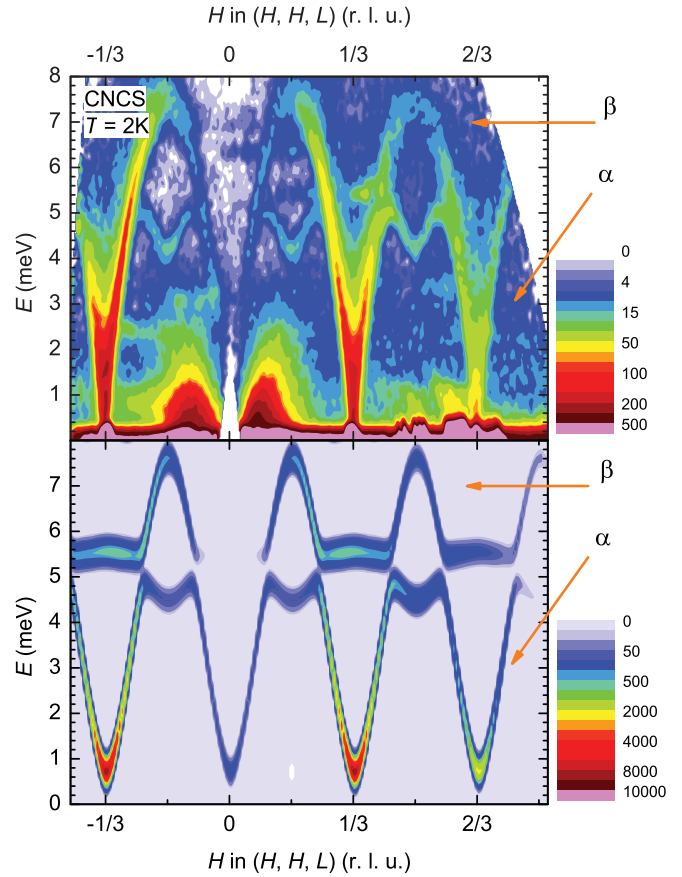 H in (H, H, L) (r. l. u.)
-1/3 0 1/3 2/3
8
7
6
5
4
3
2
1
E (meV)
CNCS
T = 2K
β
α
0
4
15
50
100
200
500
7
6
5
4
3
2
1
0
E (meV)
β
α
0
50
500
2000
4000
8000
10000
-1/3 0 1/3 2/3
H in (H, H, L) (r. l. u.)